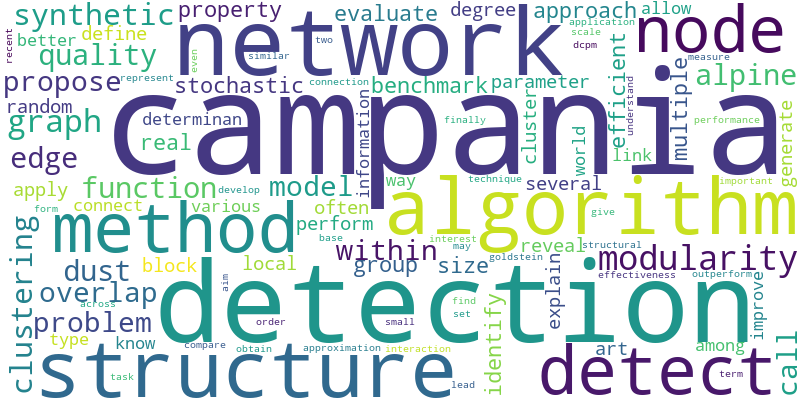 synthetic
property
evaluate
degree
approach
allow
application
scale
recent
better
define
network
node
similar
two
dcpm
even
quality
measure
propose
represent
stochastic
connection
benchmark
parameter
efficient
understand
multiple
alpine
random
graph
determinan
campania
finally
performance
real
information
cluster
world
link
generate
edge
apply
function
develop
model
way
technique
several
important
form
connect
various
often
algorithm
give
method
perform
base
interest
may
reveal
structural
within
goldstein
modularity
clustering
dust
block
local
group
size
explain
effectiveness
outperform
overlap
across
aim
detection
find
set
identify
improve
problem
order
small
type
know
compare
obtain
approximation
interaction
art
among
call
structure
task
lead
detect
term